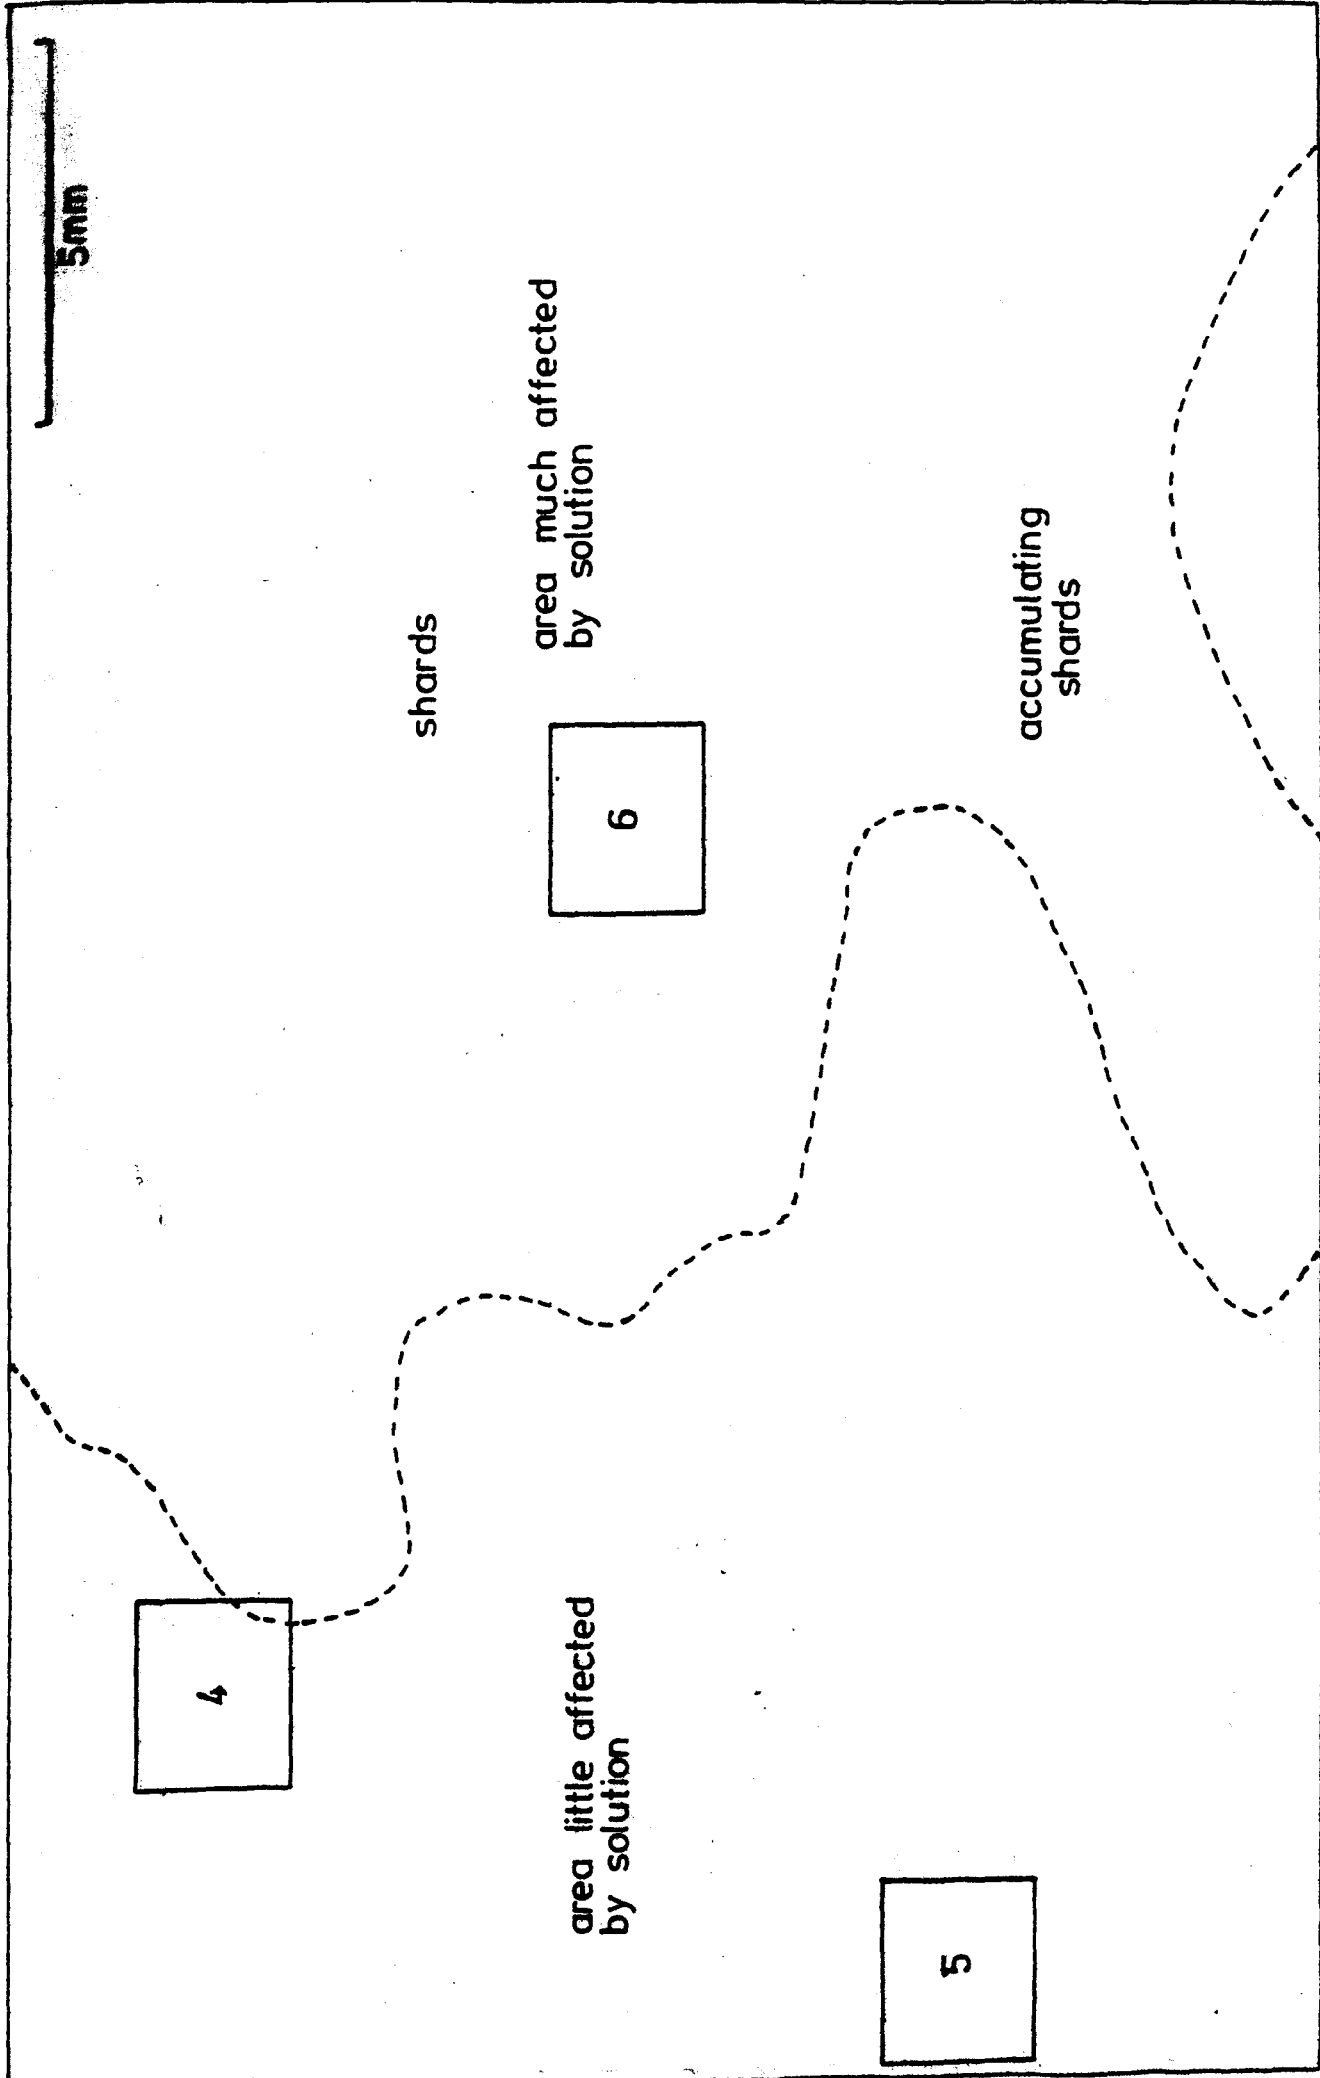 5mm
shards
area much affected
by solution
6
accumulating
shards
4
area little affected
by solution
5